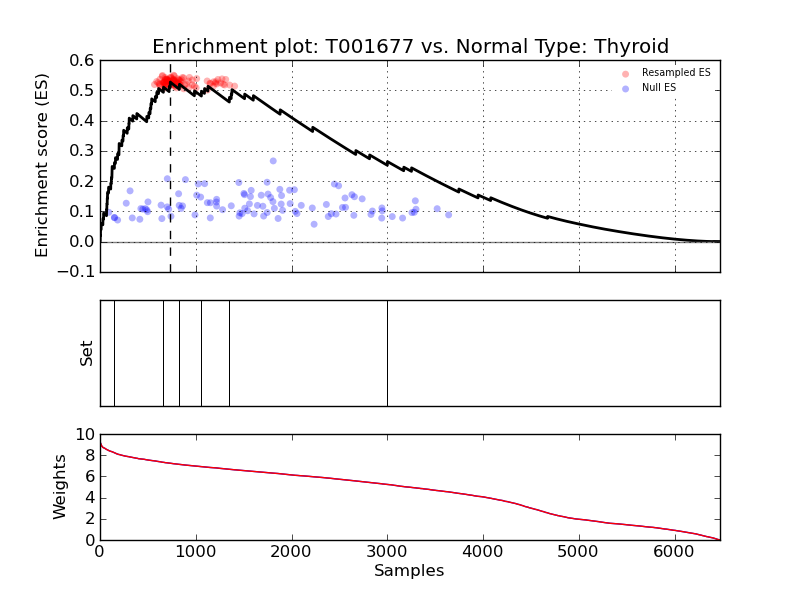 Enrichment plot: T001677 vs. Normal Type: Thyroid
Enrichment score (ES)
0.6
0.5
0.4
0.3
0.2
0.1
0.0
−0.1
Resampled ES
Null ES
Set
Weights
10
8
6
4
2
0
0 1000 2000 3000 4000 5000 6000
Samples